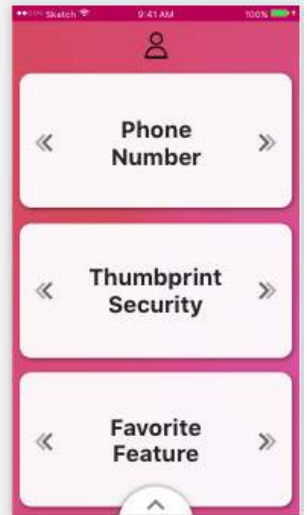 Sketch 9:41 AM 100%
Phone
Number
Thumbprint
Security
Favorite
Feature